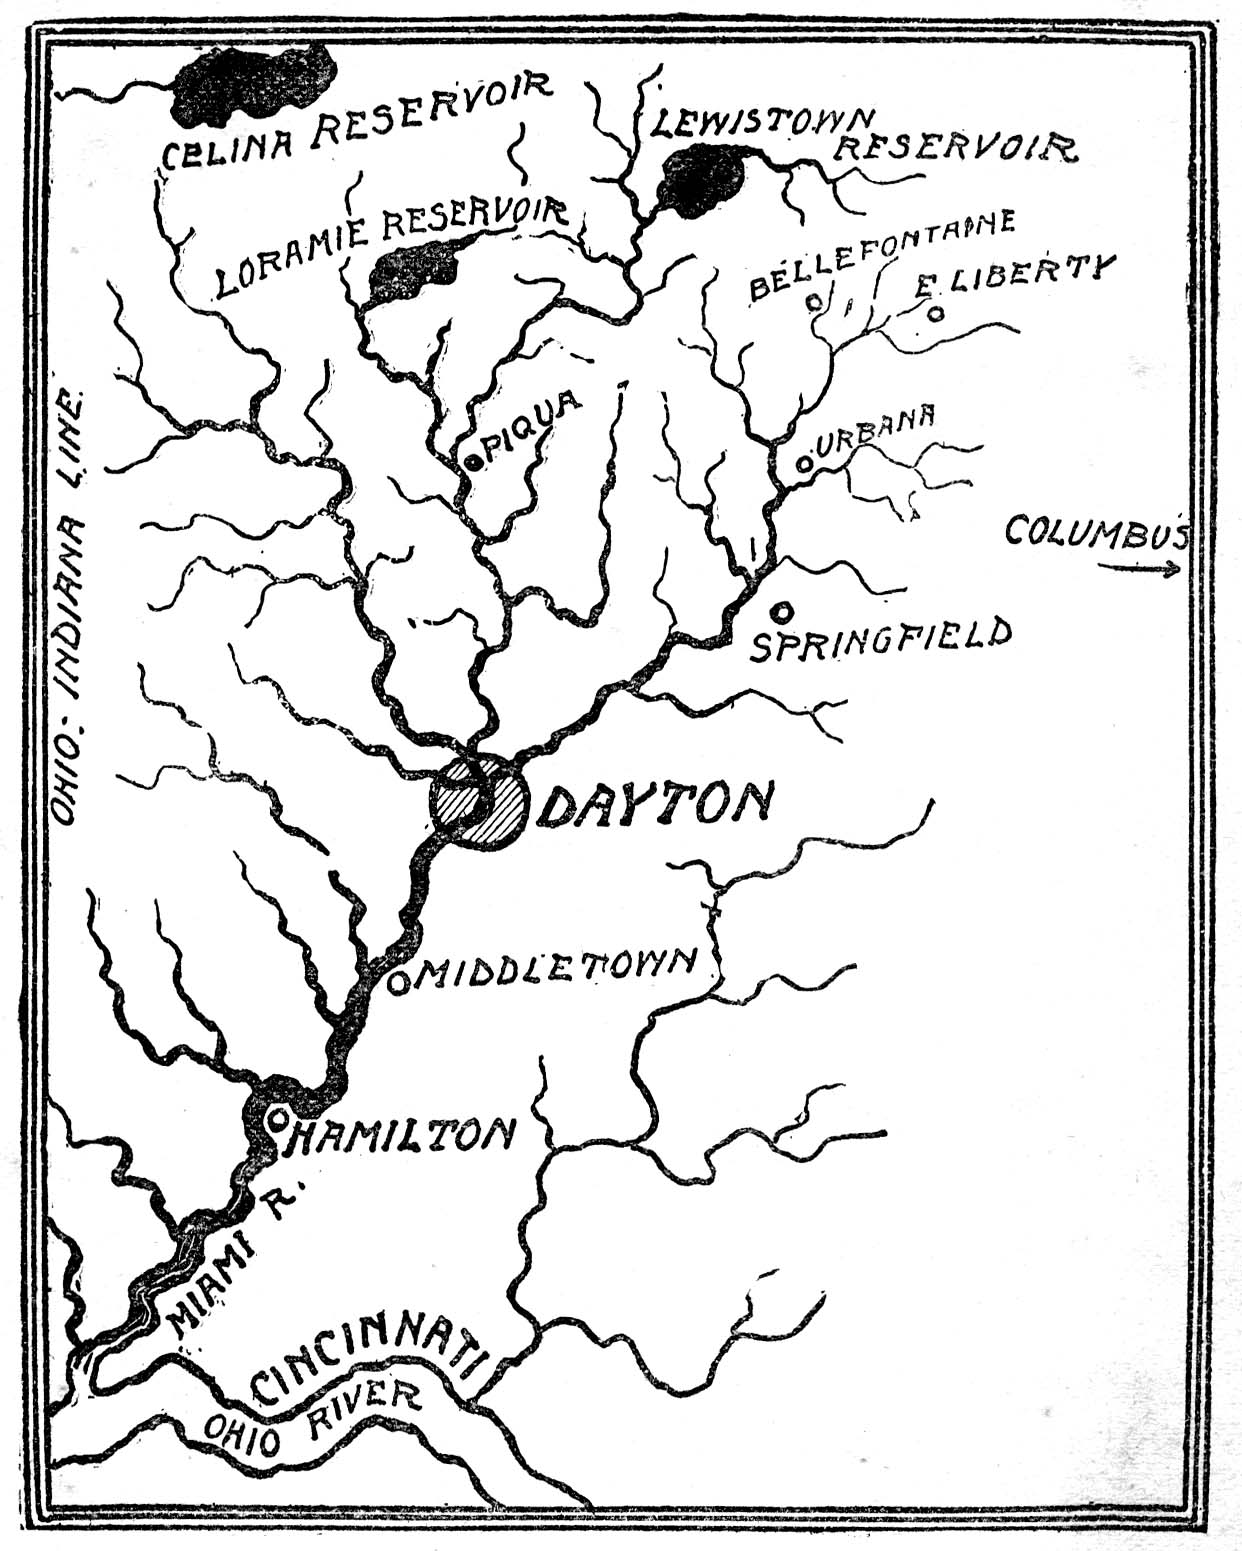 CELINA RESERVOIR
LEWISTOWN
RESERVOIR
LORAMIE RESERVOIR
BELLEFONTAINE
E. LIBERTY
OHIO: INDIANA LINE.
PIQUA
URBANA
COLUMBUS
SPRINGFIELD
DAYTON
MIDDLETOWN
HAMILTON
MIAMI R.
CINCINNATI
OHIO RIVER